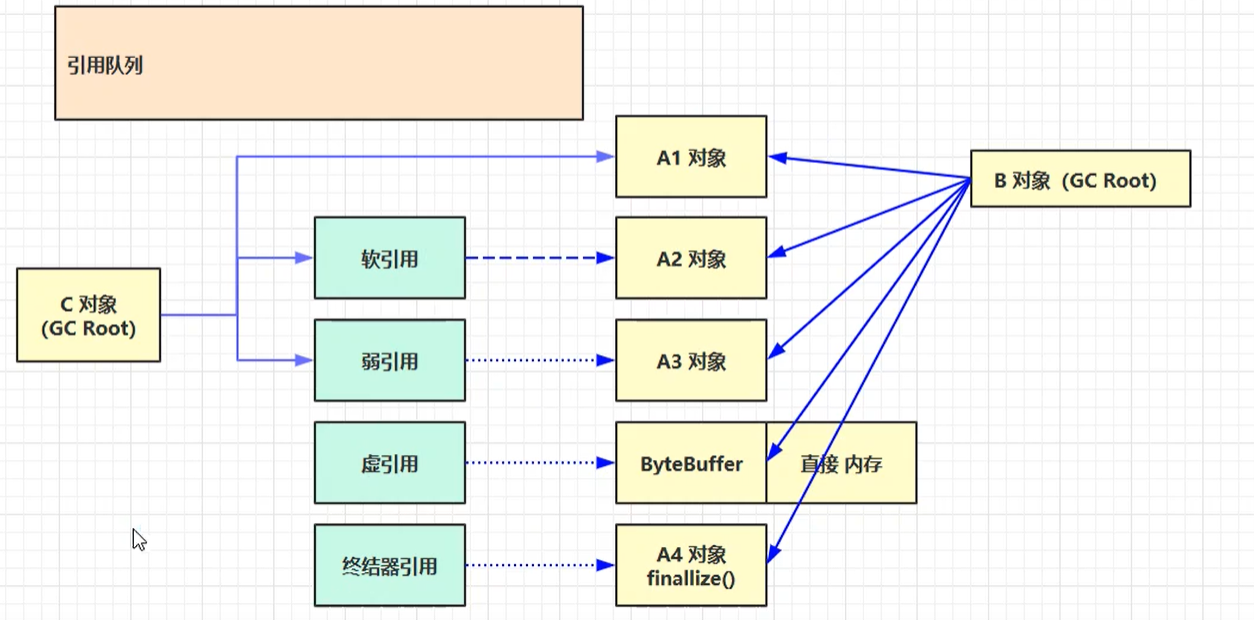 引用队列
A1 对象
B 对象（GC Root)
软引用
A2 对象
C 对象
(GC Root)
弱引用
A3 对象
虚引用
ByteBuffer
直接 内存
终结器引用
A4 对象
finallize()